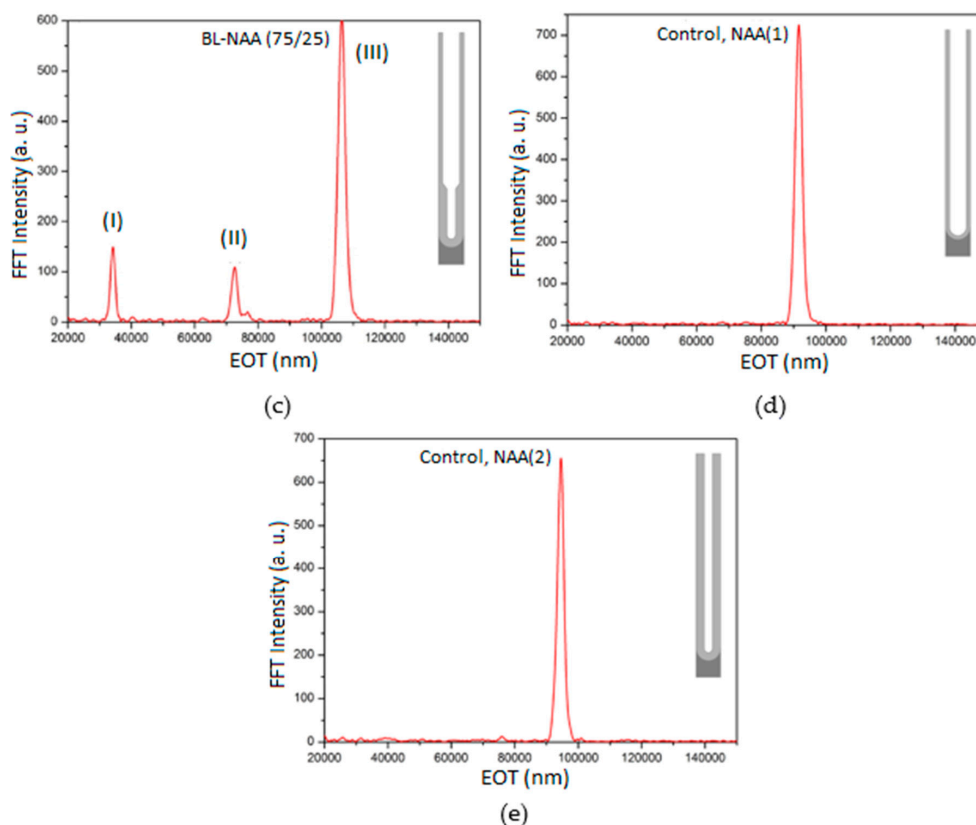 BL-NAA (75/25)
(I)
(II)
(III)
FFT Intensity (a. u.)
600
500
400
300
200
100
0
20000 40000 60000 80000 100000 120000 140000
EOT (nm)
(c)
Control, NAA(1)
FFT Intensity (a. u.)
700
600
500
400
300
200
100
0
20000 40000 60000 80000 100000 120000 140000
EOT (nm)
(d)
Control, NAA(2)
FFT Intensity (a. u.)
700
600
500
400
300
200
100
0
20000 40000 60000 80000 100000 120000 140000
EOT (nm)
(e)